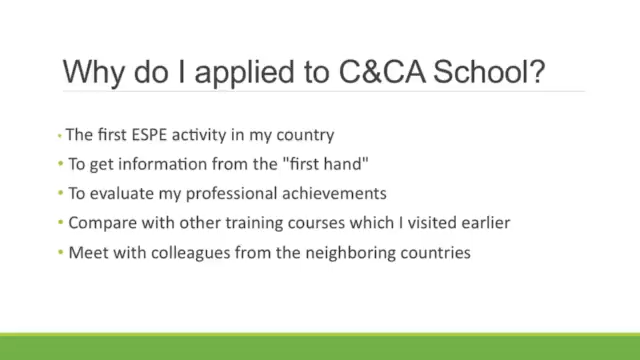 Why do I applied to C&CA School?
• The first ESPE activity in my country
• To get information from the "first hand"
• To evaluate my professional achievements
• Compare with other training courses which I visited earlier
• Meet with colleagues from the neighboring countries